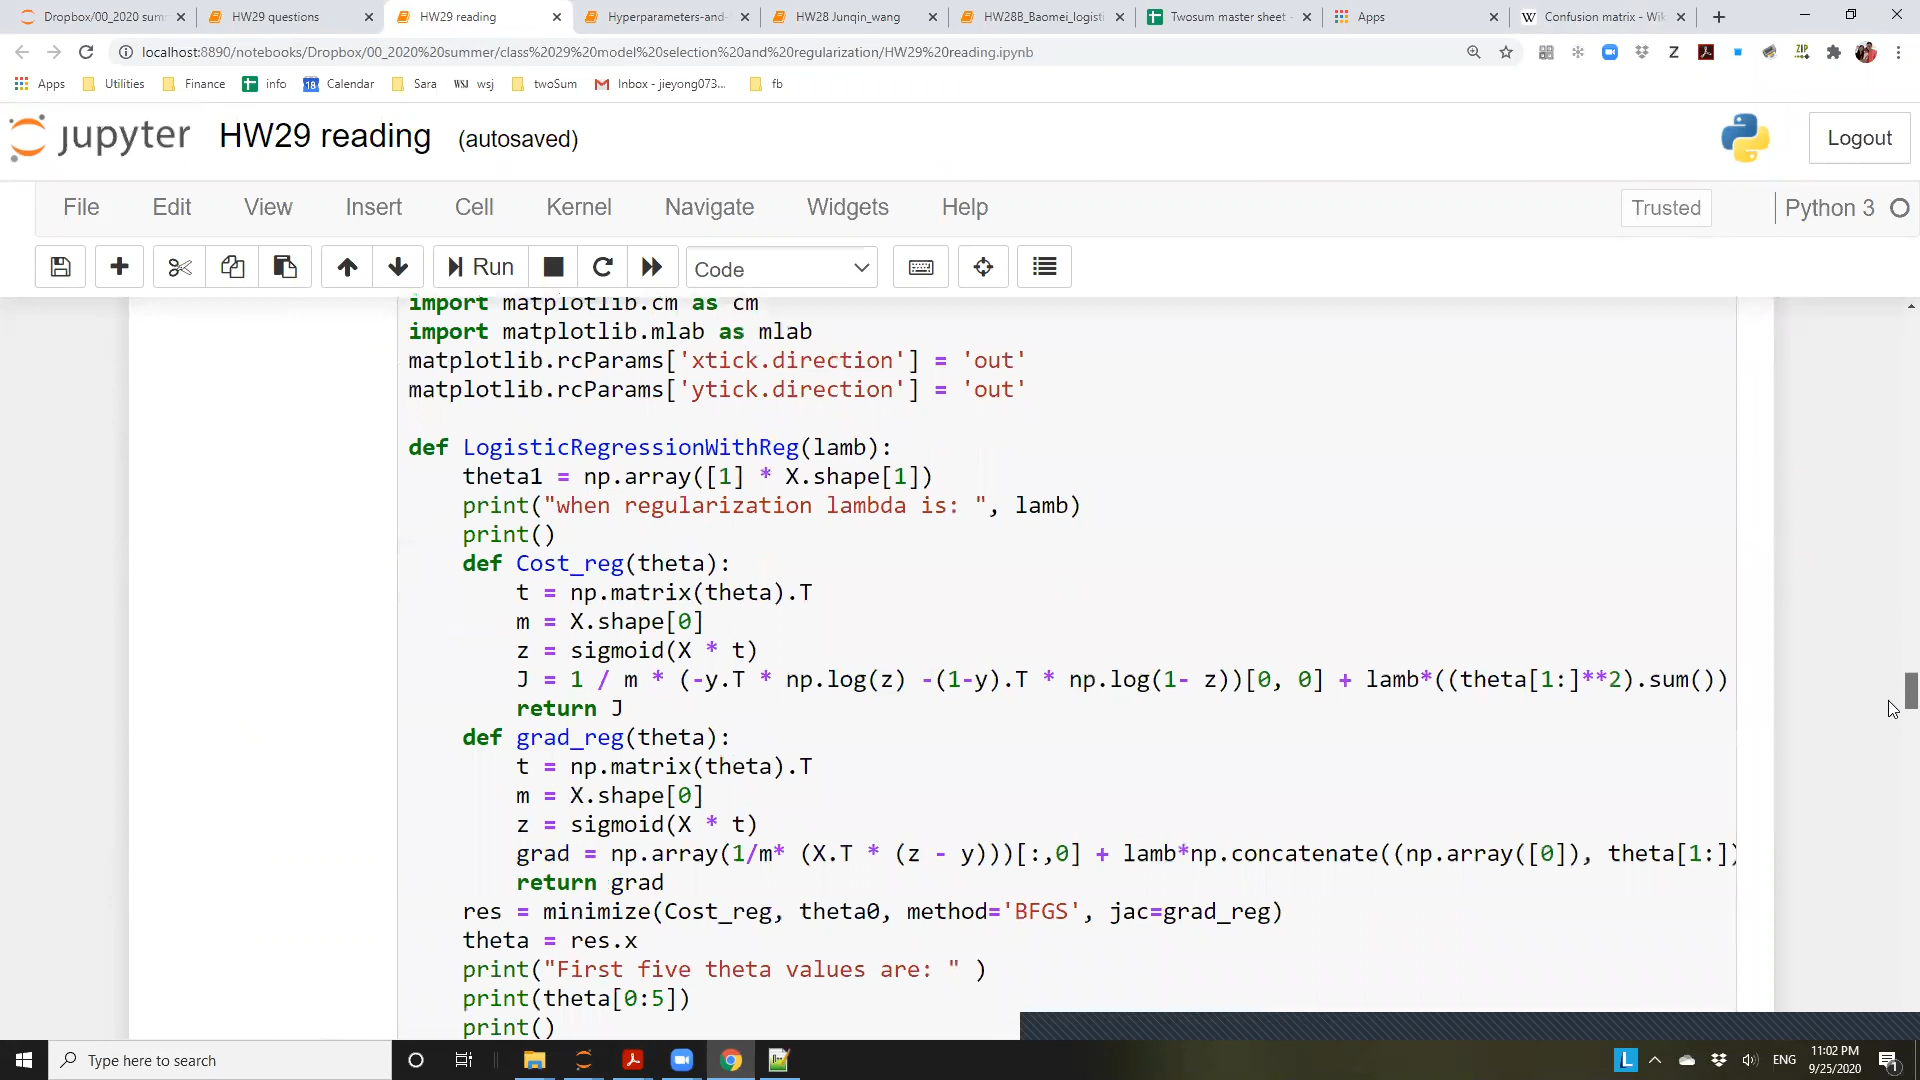 Dropbox/00_2020 sum
HW29 questions
HW29 reading
Hyperparameters-and-
HW28 Junqin_wang
HW28B_Baomei_logisti
Twosum master sheet -
Apps
Confusion matrix - Wik
localhost:8890/notebooks/Dropbox/00_2020%20summer/class%2029%20model%20selection%20and%20regularization/HW29%20reading.ipynb
Apps
Utilities
Finance
info
18
Calendar
Sara
WSJ
wsj
twoSum
Inbox - jieyong073...
fb
jupyter
HW29 reading
(autosaved)
Logout
File
Edit
View
Insert
Cell
Kernel
Navigate
Widgets
Help
Trusted
Python 3
Run
Code
import matplotlib.cm as cm
import matplotlib.mlab as mlab
matplotlib.rcParams['xtick.direction'] = 'out'
matplotlib.rcParams['ytick.direction'] = 'out'
def LogisticRegressionWithReg(lamb):
theta1 = np.array([1] * X.shape[1])
print("when regularization lambda is: ", lamb)
print()
def Cost_reg(theta):
t = np.matrix(theta).T
m = X.shape[0]
z = sigmoid(X * t)
J = 1 / m * (-y.T * np.log(z) -(1-y).T * np.log(1- z))[0, 0] + lamb*((theta[1:]**2).sum())
return J
def grad_reg(theta):
t = np.matrix(theta).T
m = X.shape[0]
z = sigmoid(X * t)
grad = np.array(1/m* (X.T * (z - y)))[:,0] + lamb*np.concatenate((np.array([0]), theta[1:])
return grad
res = minimize(Cost_reg, theta0, method='BFGS', jac=grad_reg)
theta = res.x
print("First five theta values are: " )
print(theta[0:5])
print()
Type here to search
L
ENG
11:02 PM
9/25/2020
1